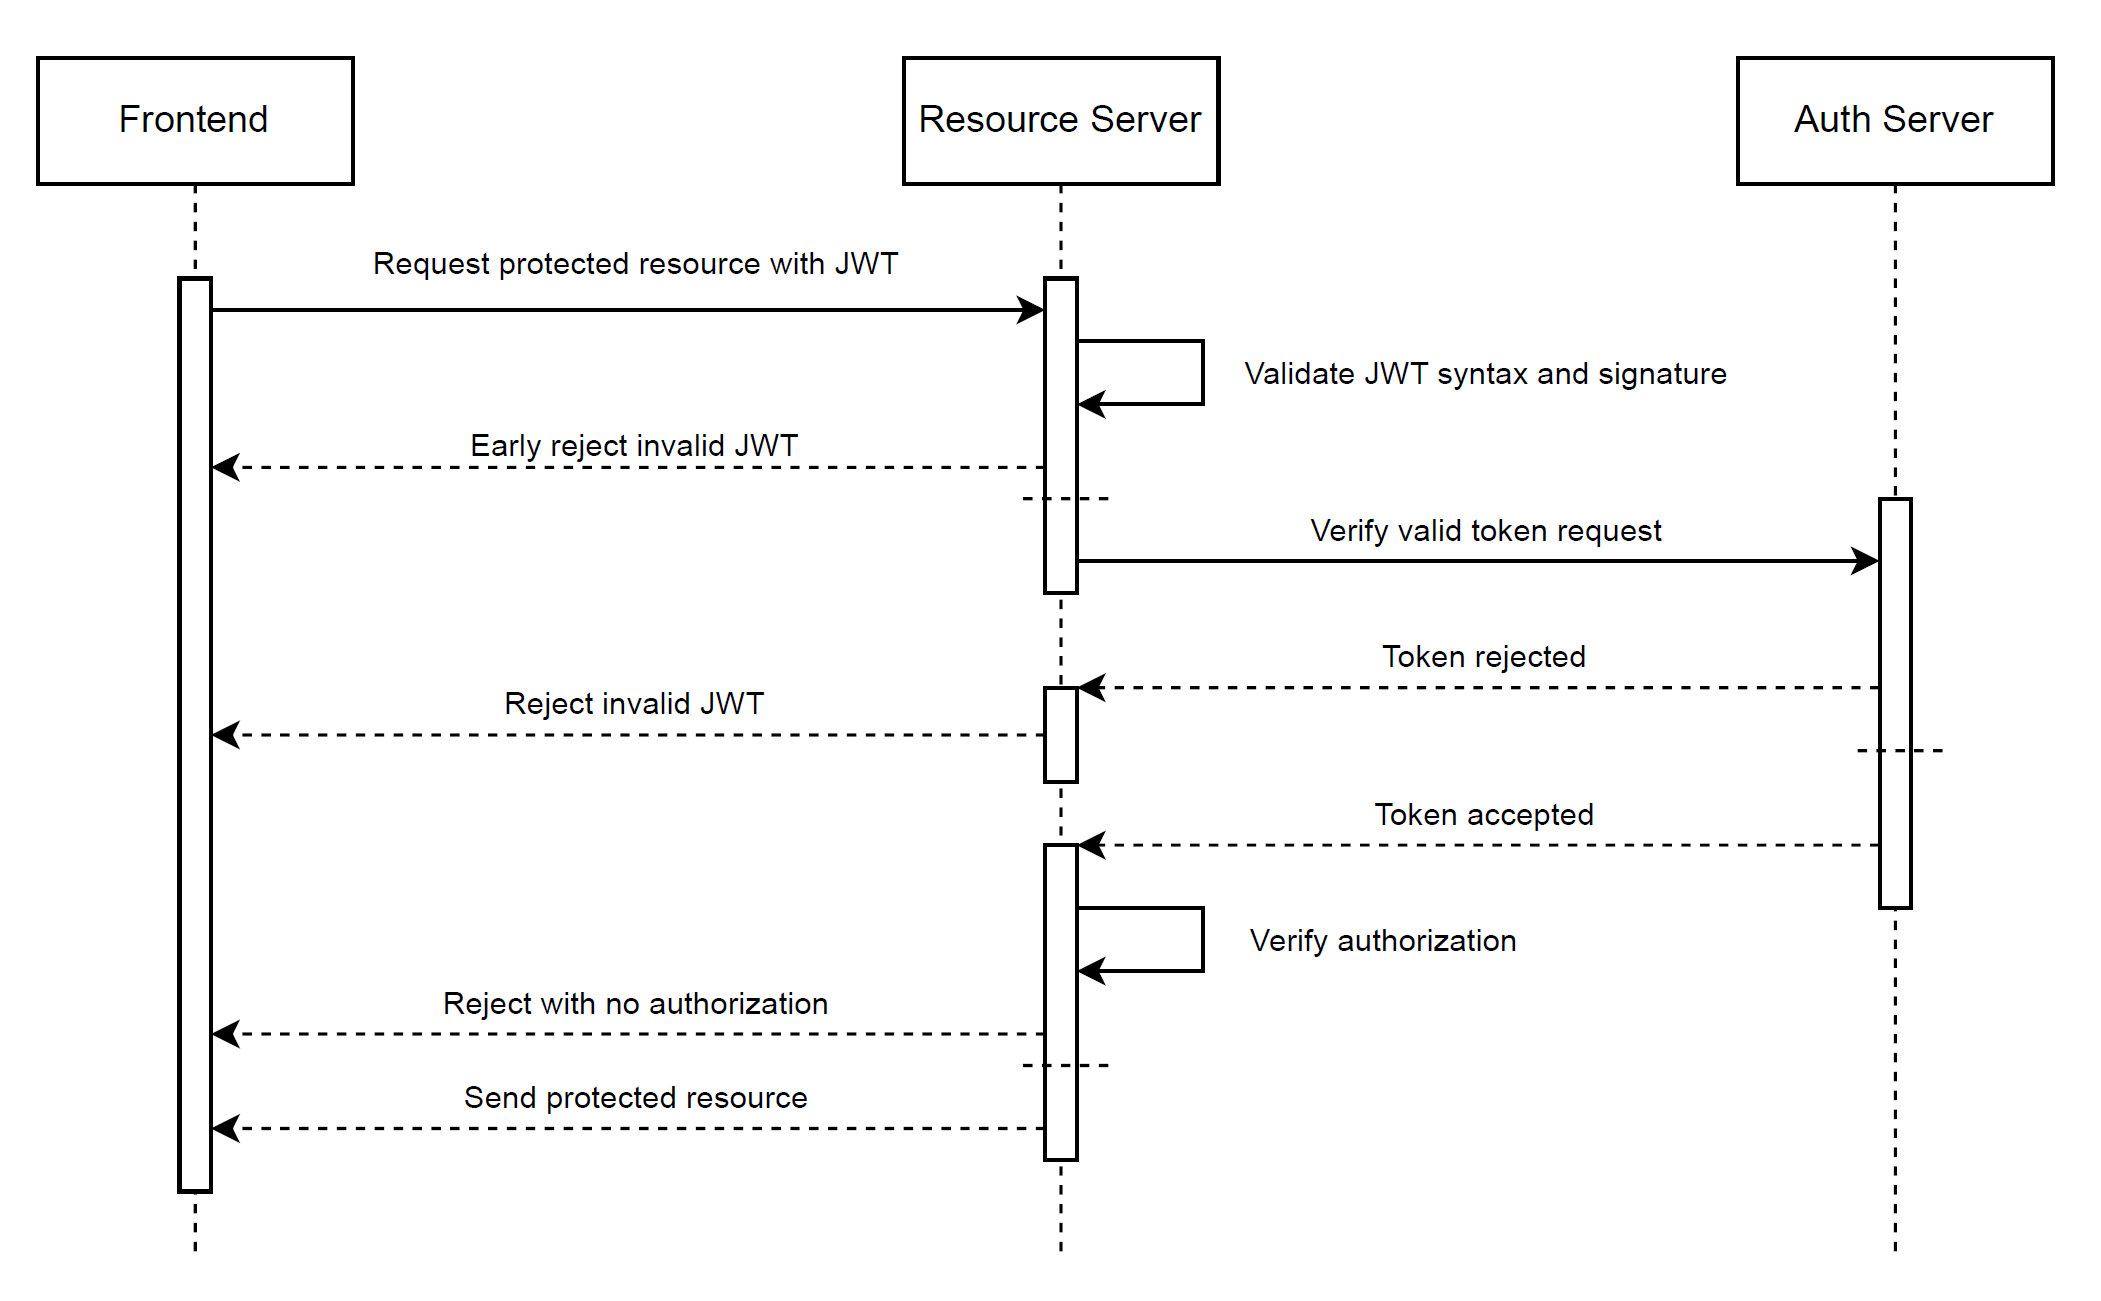 Frontend
Resource Server
Auth Server
Request protected resource with JWT
Validate JWT syntax and signature
Early reject invalid JWT
Verify valid token request
Token rejected
Reject invalid JWT
Token accepted
Verify authorization
Reject with no authorization
Send protected resource